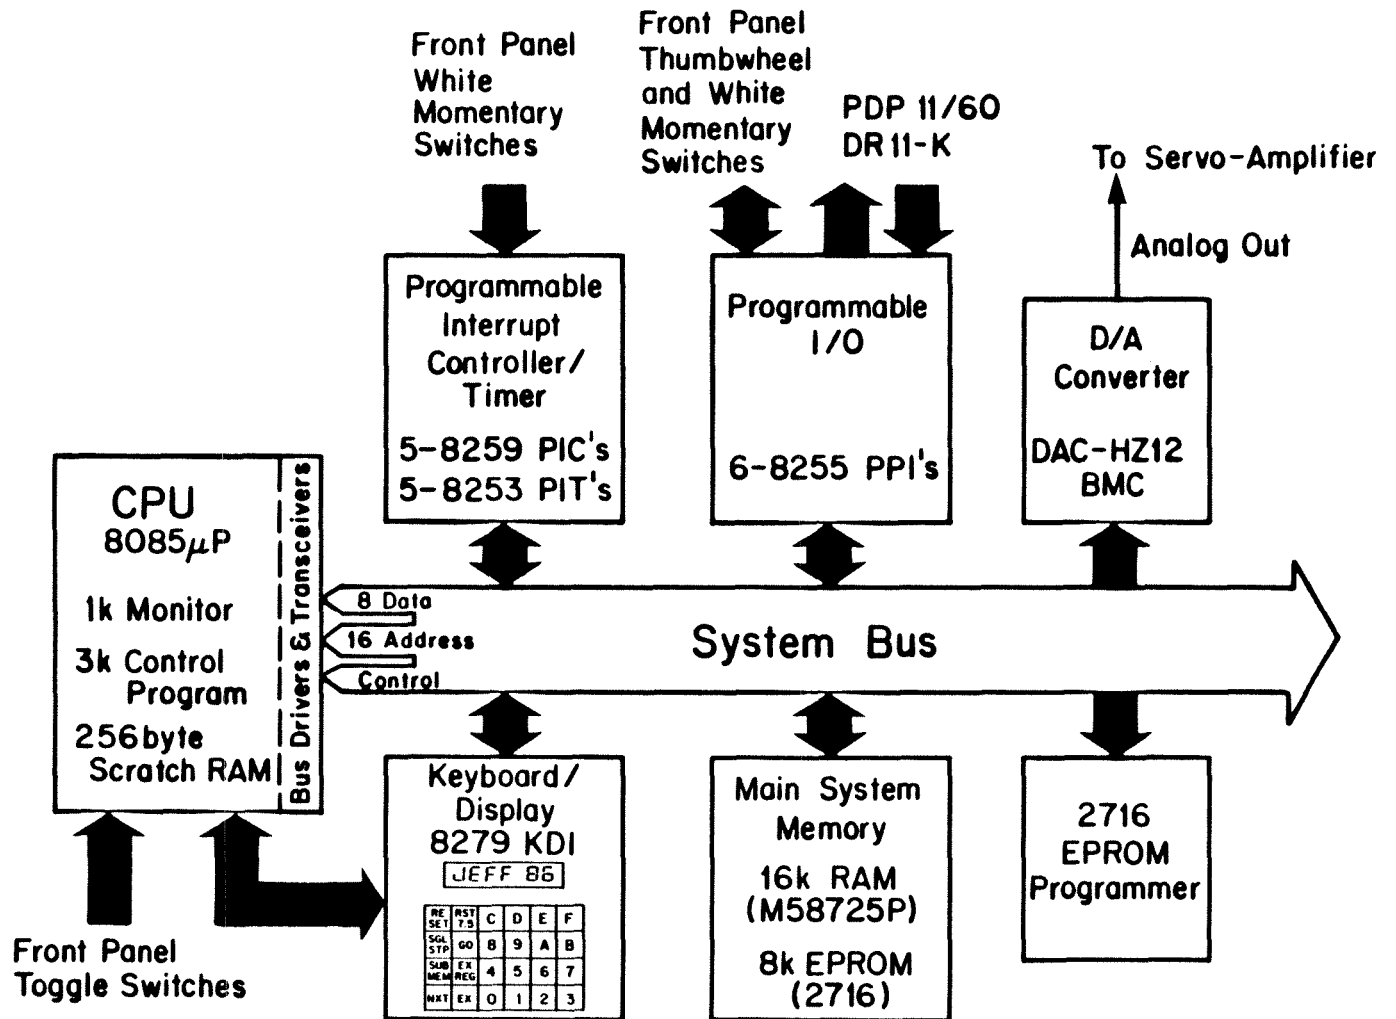 Front Panel
White
Momentary
Switches
Front Panel
Thumbwheel
and White
Momentary
Switches
PDP 11/60
DR11-K
To Servo-Amplifier
Analog Out
Programmable
Interrupt
Controller/
Timer
5-8259 PIC's
5-8253 PIT's
Programmable
I/O
6-8255 PPI's
D/A
Converter
DAC-HZ12
BMC
CPU
8085μP
1k Monitor
3k Control
Program
256byte
Scratch RAM
Bus Drivers & Transceivers
8 Data
16 Address
Control
System Bus
Keyboard/
Display
8279 KDI
JEFF 86
RE SET RST 7.5 C D E F
SGL STP GO 8 9 A B
SUB MEM EX REG 4 5 6 7
NXT EX 0 1 2 3
Main System
Memory
16k RAM
(M58725P)
8k EPROM
(2716)
2716
EPROM
Programmer
Front Panel
Toggle Switches